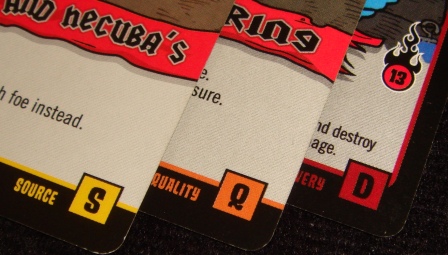 AND HECUBA'S
h foe instead.
SOURCE S
RING
e.
sure.
QUALITY Q
13
nd destroy
age.
VERY D